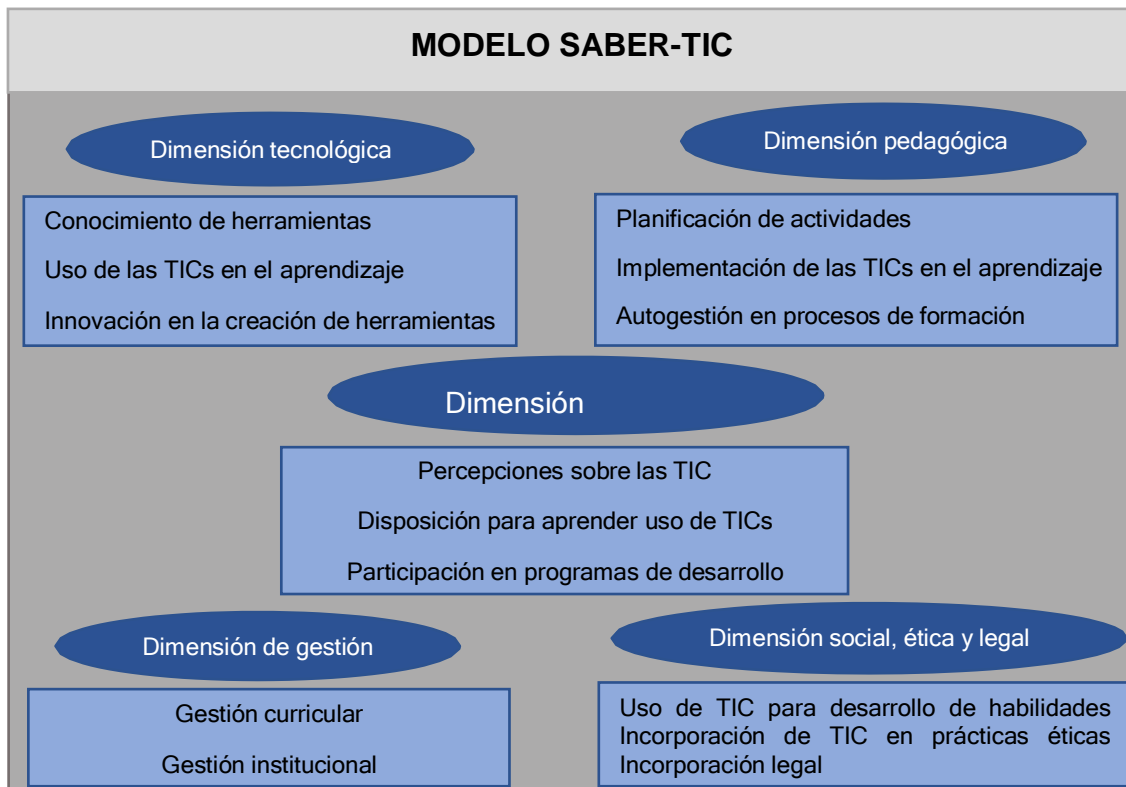 MODELO SABER-TIC
Dimensión tecnológica
Conocimiento de herramientas
Uso de las TICs en el aprendizaje
Innovación en la creación de herramientas
Dimensión pedagógica
Planificación de actividades
Implementación de las TICs en el aprendizaje
Autogestión en procesos de formación
Dimensión
Percepciones sobre las TIC
Disposición para aprender uso de TICs
Participación en programas de desarrollo
Dimensión de gestión
Gestión curricular
Gestión institucional
Dimensión social, ética y legal
Uso de TIC para desarrollo de habilidades
Incorporación de TIC en prácticas éticas
Incorporación legal